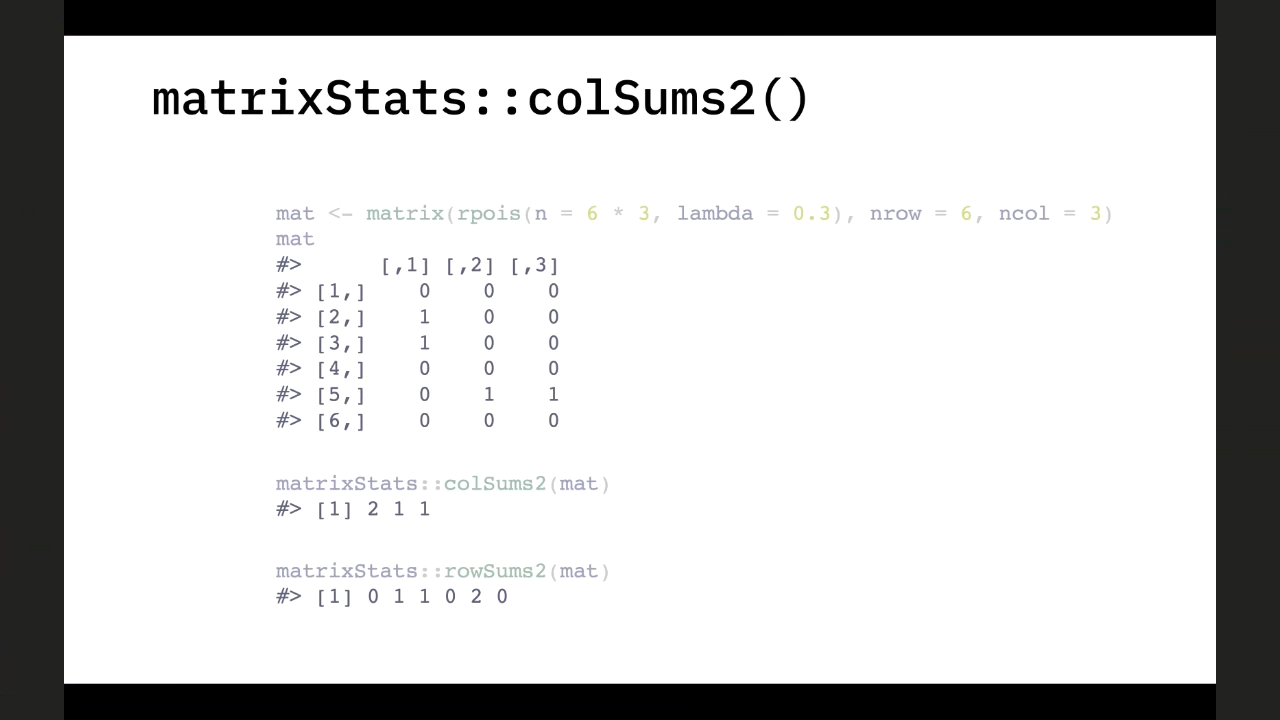 matrixStats::colSums2()
mat <- matrix(rpois(n = 6 * 3, lambda = 0.3), nrow = 6, ncol = 3)
mat
#>      [,1] [,2] [,3]
#> [1,]    0    0    0
#> [2,]    1    0    0
#> [3,]    1    0    0
#> [4,]    0    0    0
#> [5,]    0    1    1
#> [6,]    0    0    0
matrixStats::colSums2(mat)
#> [1] 2 1 1
matrixStats::rowSums2(mat)
#> [1] 0 1 1 0 2 0